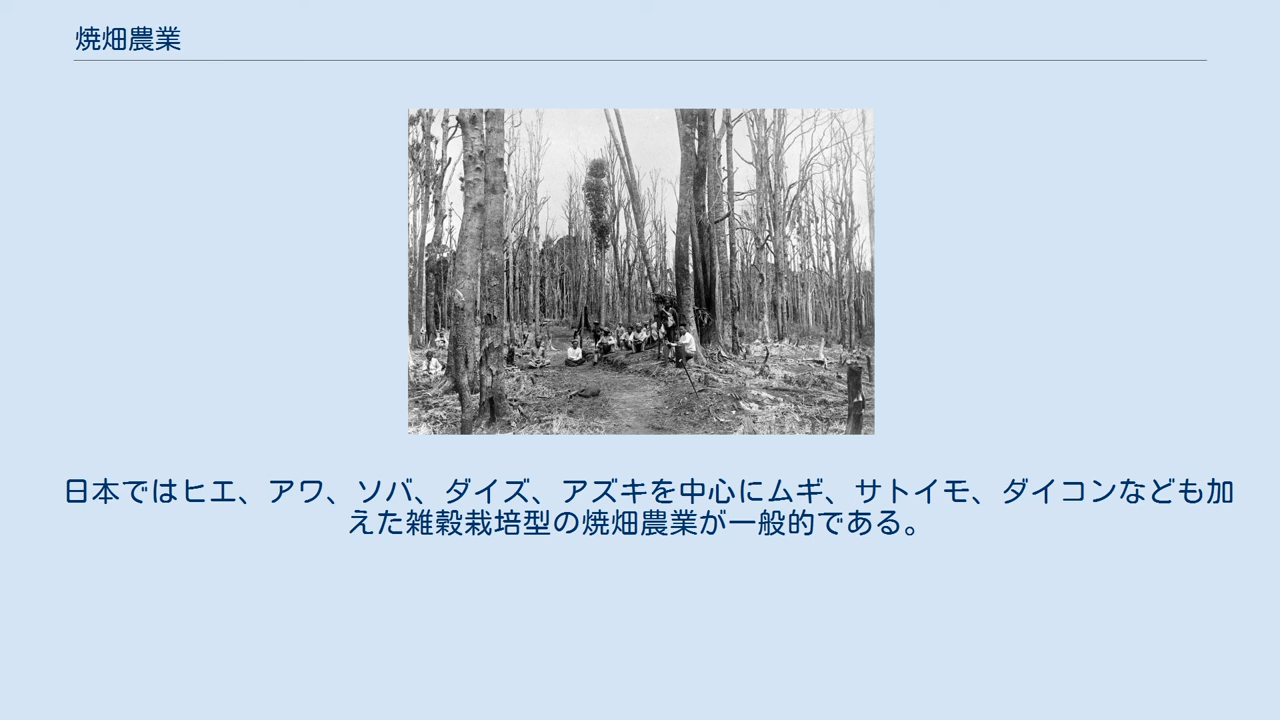 焼畑農業
日本ではヒエ、アワ、ソバ、ダイズ、アズキを中心にムギ、サトイモ、ダイコンなども加
えた雑穀栽培型の焼畑農業が一般的である。